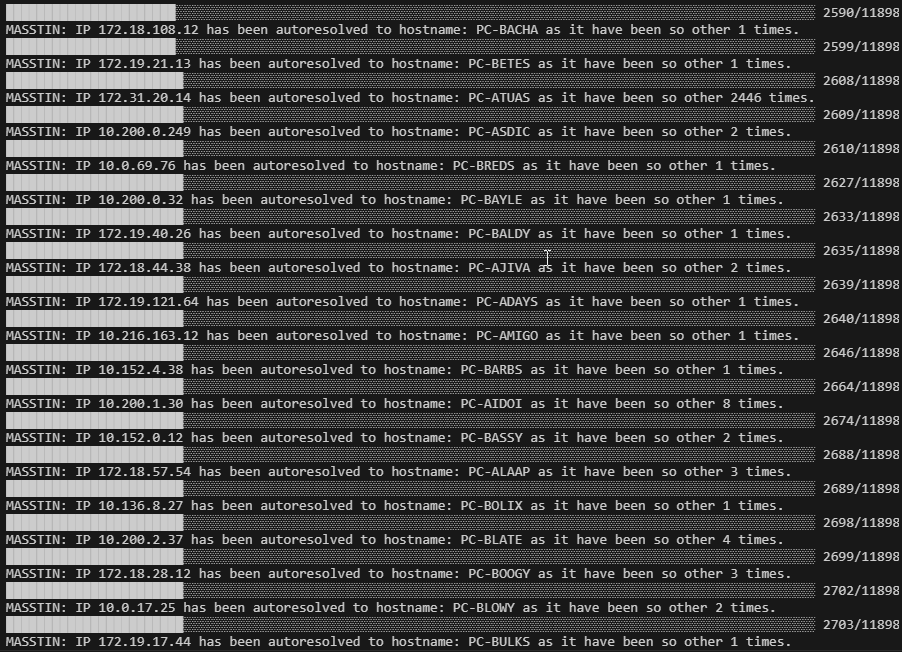 2590/11898
MASSTIN: IP 172.18.108.12 has been autoresolved to hostname: PC-BACHA as it have been so other 1 times.
2599/11898
MASSTIN: IP 172.19.21.13 has been autoresolved to hostname: PC-BETES as it have been so other 1 times.
2608/11898
MASSTIN: IP 172.31.20.14 has been autoresolved to hostname: PC-ATUAS as it have been so other 2446 times.
2609/11898
MASSTIN: IP 10.200.0.249 has been autoresolved to hostname: PC-ASDIC as it have been so other 2 times.
2610/11898
MASSTIN: IP 10.0.69.76 has been autoresolved to hostname: PC-BREDS as it have been so other 1 times.
2627/11898
MASSTIN: IP 10.200.0.32 has been autoresolved to hostname: PC-BAYLE as it have been so other 1 times.
2633/11898
MASSTIN: IP 172.19.40.26 has been autoresolved to hostname: PC-BALDY as it have been so other 1 times.
2635/11898
MASSTIN: IP 172.18.44.38 has been autoresolved to hostname: PC-AJIVA as it have been so other 2 times.
2639/11898
MASSTIN: IP 172.19.121.64 has been autoresolved to hostname: PC-ADAYS as it have been so other 1 times.
2640/11898
MASSTIN: IP 10.216.163.12 has been autoresolved to hostname: PC-AMIGO as it have been so other 1 times.
2646/11898
MASSTIN: IP 10.152.4.38 has been autoresolved to hostname: PC-BARBS as it have been so other 1 times.
2664/11898
MASSTIN: IP 10.200.1.30 has been autoresolved to hostname: PC-AIDOI as it have been so other 8 times.
2674/11898
MASSTIN: IP 10.152.0.12 has been autoresolved to hostname: PC-BASSY as it have been so other 2 times.
2688/11898
MASSTIN: IP 172.18.57.54 has been autoresolved to hostname: PC-ALAAP as it have been so other 3 times.
2689/11898
MASSTIN: IP 10.136.8.27 has been autoresolved to hostname: PC-BOLIX as it have been so other 1 times.
2698/11898
MASSTIN: IP 10.200.2.37 has been autoresolved to hostname: PC-BLATE as it have been so other 4 times.
2699/11898
MASSTIN: IP 172.18.28.12 has been autoresolved to hostname: PC-BOOGY as it have been so other 3 times.
2702/11898
MASSTIN: IP 10.0.17.25 has been autoresolved to hostname: PC-BLOWY as it have been so other 2 times.
2703/11898
MASSTIN: IP 172.19.17.44 has been autoresolved to hostname: PC-BULKS as it have been so other 1 times.